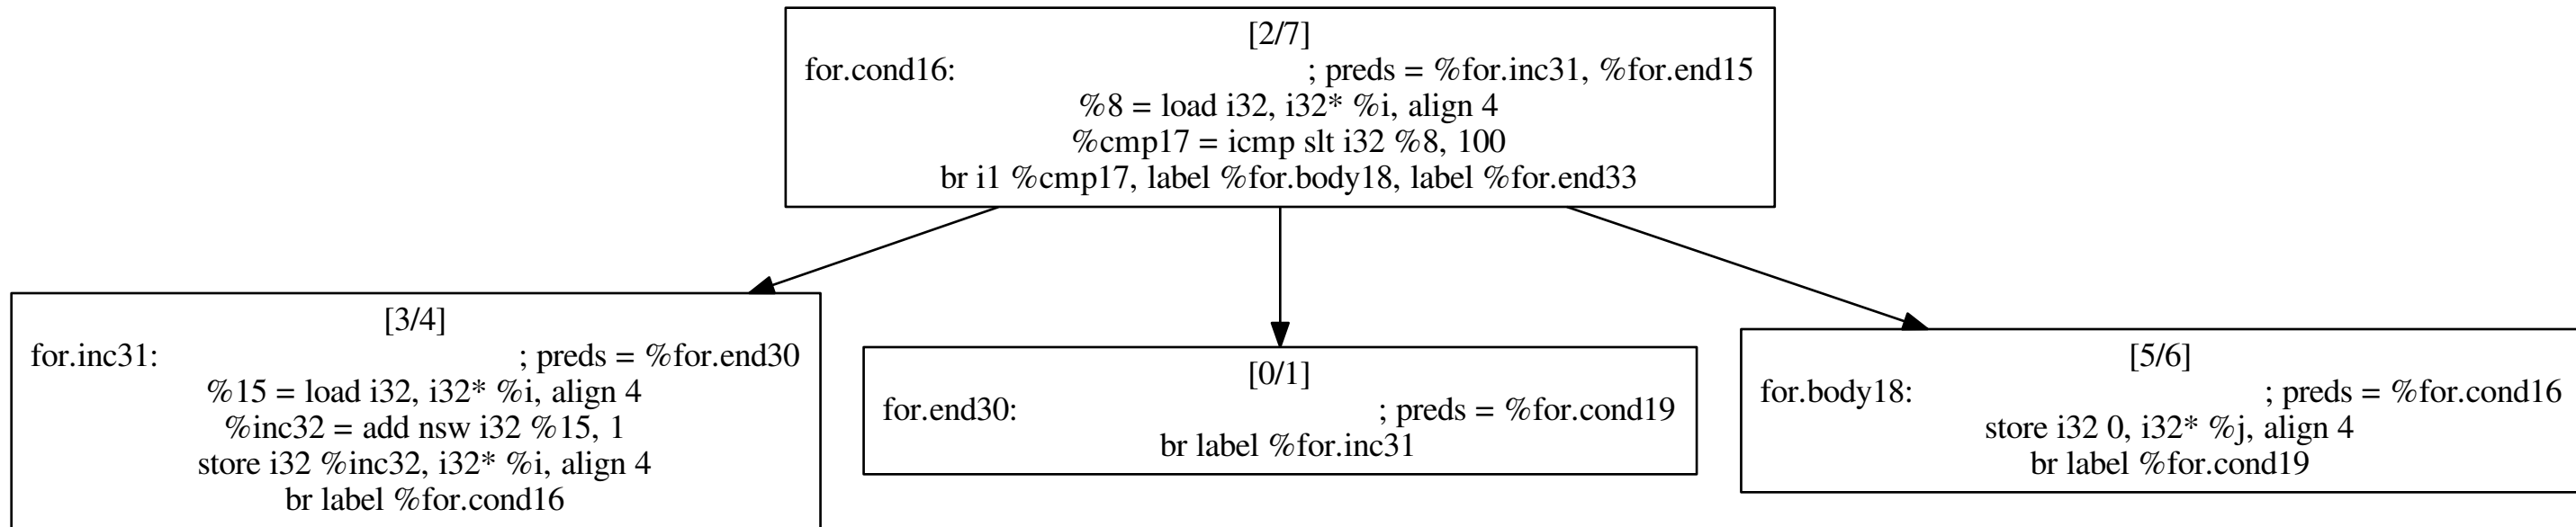 [2/7]
for.cond16: ; preds = %for.inc31, %for.end15
%8 = load i32, i32* %i, align 4
%cmp17 = icmp slt i32 %8, 100
br i1 %cmp17, label %for.body18, label %for.end33
[3/4]
for.inc31: ; preds = %for.end30
%15 = load i32, i32* %i, align 4
%inc32 = add nsw i32 %15, 1
store i32 %inc32, i32* %i, align 4
br label %for.cond16
[0/1]
for.end30: ; preds = %for.cond19
br label %for.inc31
[5/6]
for.body18: ; preds = %for.cond16
store i32 0, i32* %j, align 4
br label %for.cond19